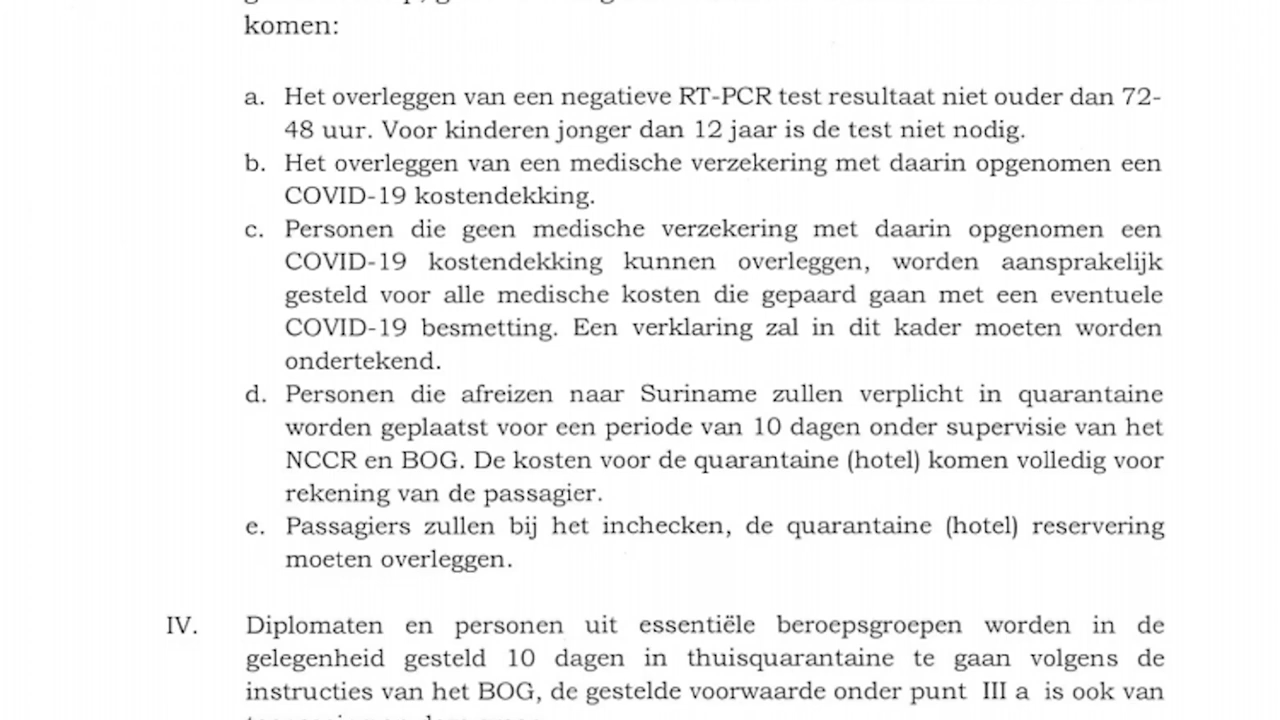 komen:
a. Het overleggen van een negatieve RT-PCR test resultaat niet ouder dan 72-
48 uur. Voor kinderen jonger dan 12 jaar is de test niet nodig.
b. Het overleggen van een medische verzekering met daarin opgenomen een
COVID-19 kostendekking.
c. Personen die geen medische verzekering met daarin opgenomen een
COVID-19 kostendekking kunnen overleggen, worden aansprakelijk
gesteld voor alle medische kosten die gepaard gaan met een eventuele
COVID-19 besmetting. Een verklaring zal in dit kader moeten worden
ondertekend.
d. Personen die afreizen naar Suriname zullen verplicht in quarantaine
worden geplaatst voor een periode van 10 dagen onder supervisie van het
NCCR en BOG. De kosten voor de quarantaine (hotel) komen volledig voor
rekening van de passagier.
e. Passagiers zullen bij het inchecken, de quarantaine (hotel) reservering
moeten overleggen.
IV. Diplomaten en personen uit essentiële beroepsgroepen worden in de
gelegenheid gesteld 10 dagen in thuisquarantaine te gaan volgens de
instructies van het BOG, de gestelde voorwaarde onder punt III a is ook van